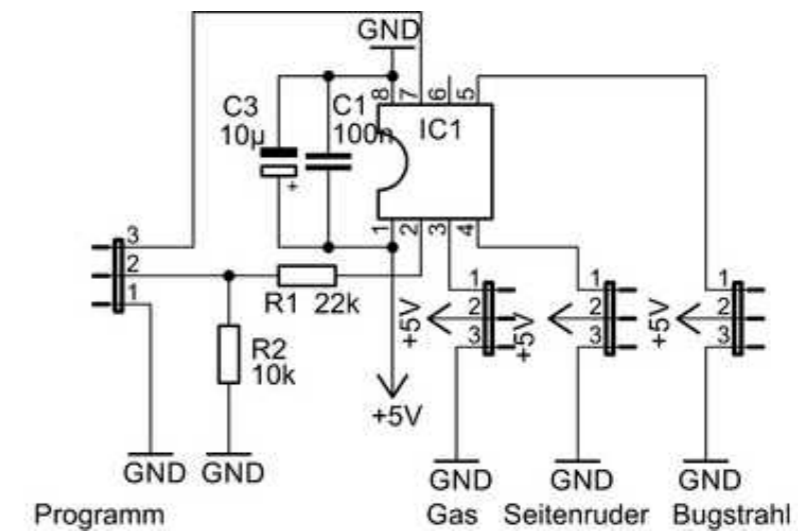 GND
8 7 6 5
C3
10µ
C1
100n
IC1
+
1 2 3 4
3
2
1
R1 22k
R2
10k
+5V
1
2
3
+5V
1
2
3
+5V
1
2
3
+5V
GND GND
GND
GND
GND
Programm
Gas
Seitenruder
Bugstrahl